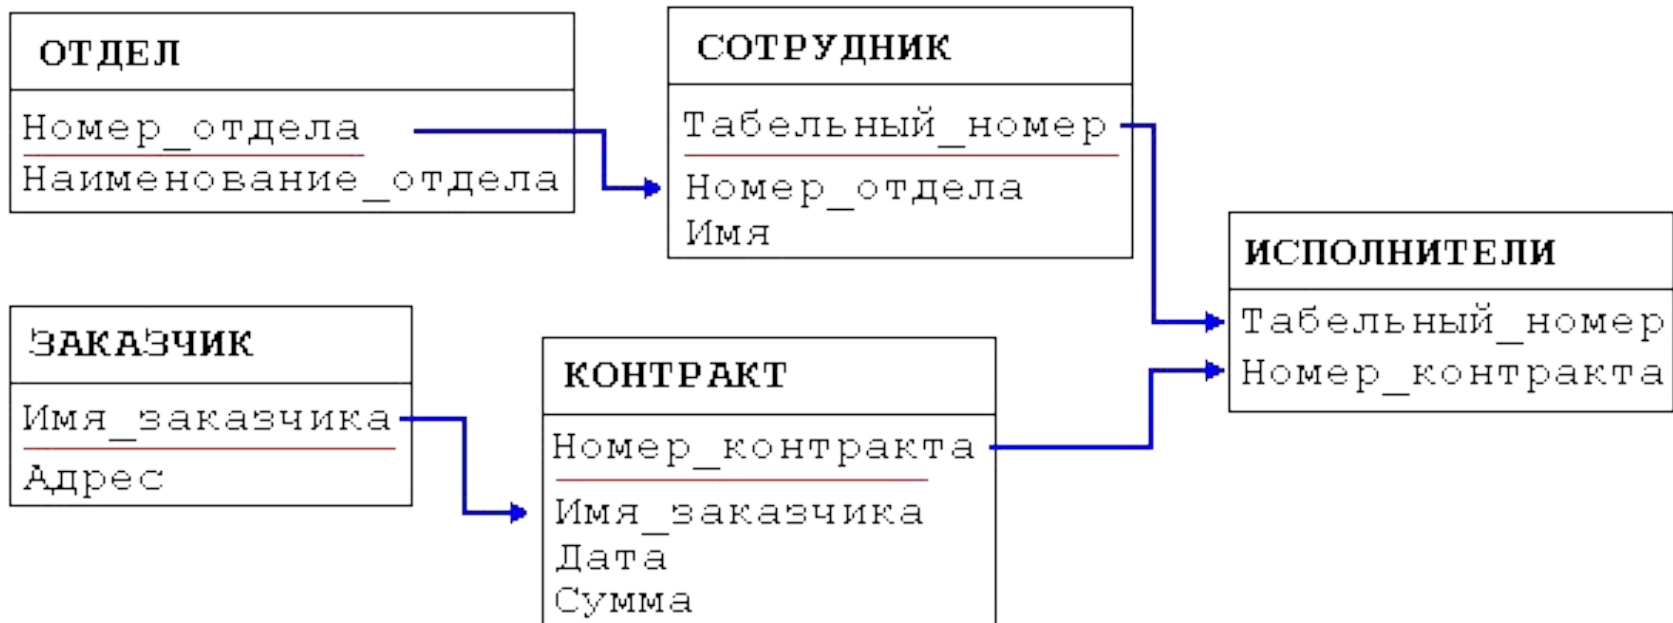 ОТДЕЛ
Номер_отдела
Наименование_отдела
СОТРУДНИК
Табельный_номер
Номер_отдела
Имя
ИСПОЛНИТЕЛИ
Табельный_номер
Номер_контракта
ЗАКАЗЧИК
Имя_заказчика
Адрес
КОНТРАКТ
Номер_контракта
Имя_заказчика
Дата
Сумма